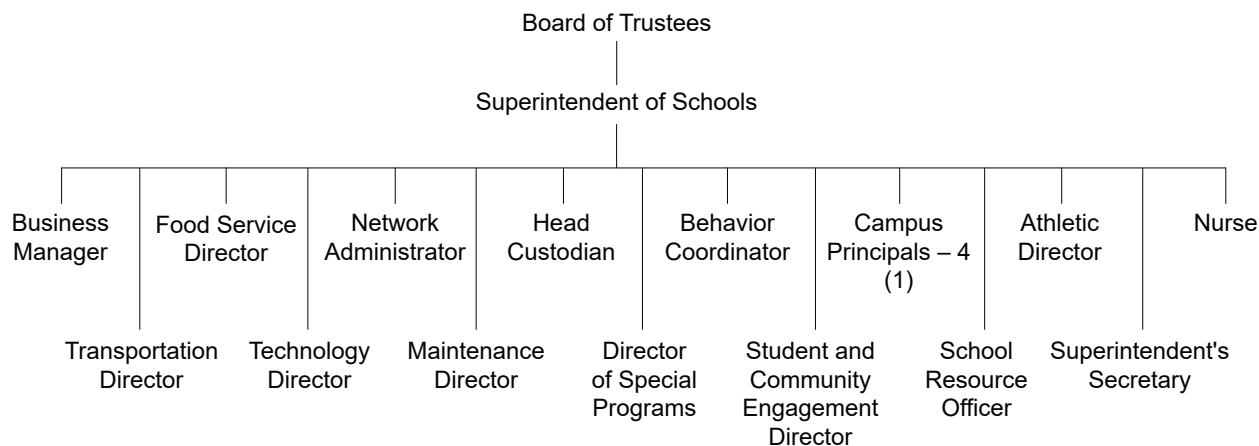 Board of Trustees
Superintendent of Schools
Business
Manager
Food Service
Director
Network
Administrator
Head
Custodian
Behavior
Coordinator
Campus
Principals – 4
(1)
Athletic
Director
Nurse
Transportation
Director
Technology
Director
Maintenance
Director
Director
of Special
Programs
Student and
Community
Engagement
Director
School
Resource
Officer
Superintendent's
Secretary